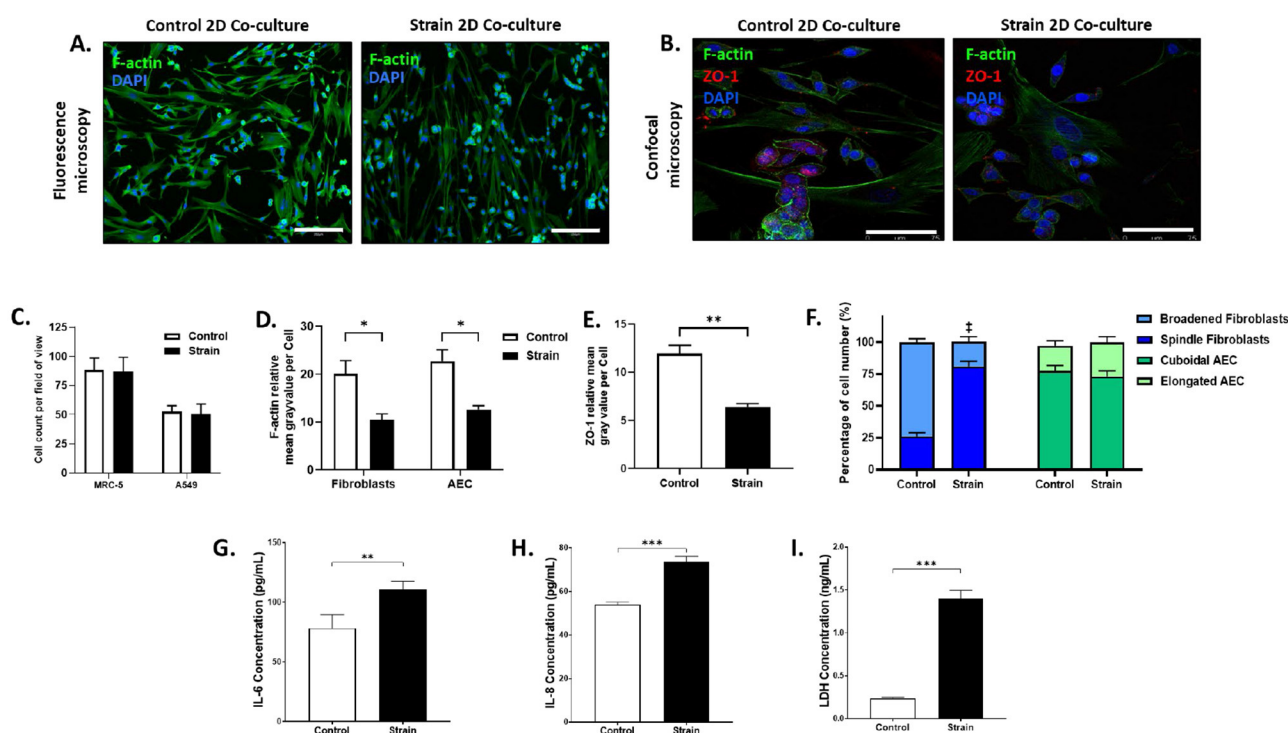 Control 2D Co-culture
Strain 2D Co-culture
A.
Fluorescence
microscopy
F-actin
DAPI
F-actin
DAPI
Control 2D Co-culture
Strain 2D Co-culture
B.
Confocal
microscopy
F-actin
ZO-1
DAPI
0 µm 75
F-actin
ZO-1
DAPI
0 µm 75
C.
Cell count per field of view
125
100
75
50
25
0
MRC-5
A549
Control
Strain
D.
F-actin relative
mean grayvalue per Cell
30
20
10
0
*
*
Fibroblasts
AEC
Control
Strain
E.
ZO-1 relative mean
gray value per Cell
15
10
5
0
**
Control
Strain
F.
Percentage of cell number (%)
100
75
50
25
0
‡
Control
Strain
Control
Strain
Broadened Fibroblasts
Spindle Fibroblasts
Cuboidal AEC
Elongated AEC
G.
IL-6 Concentration (pg/mL)
150
100
50
0
**
Control
Strain
H.
IL-8 Concentration (pg/mL)
80
60
40
20
0
***
Control
Strain
I.
LDH Concentration (ng/mL)
2.0
1.5
1.0
0.5
0.0
***
Control
Strain